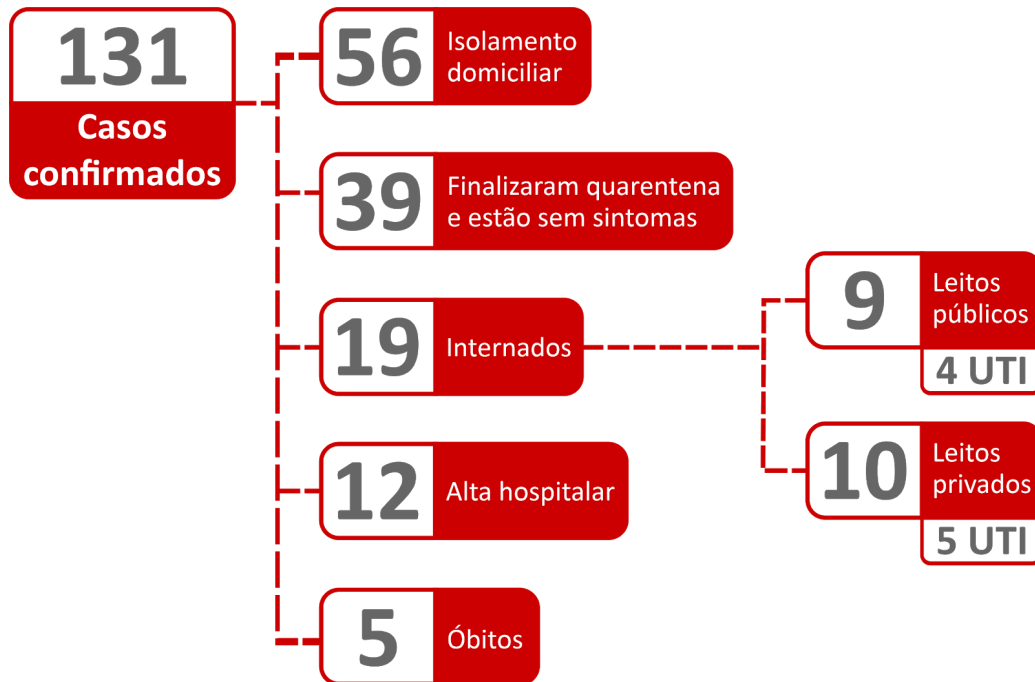 131
Casos
confirmados
56
Isolamento
domiciliar
39
Finalizaram quarentena
e estão sem sintomas
19
Internados
9
Leitos
públicos
4 UTI
10
Leitos
privados
5 UTI
12
Alta hospitalar
5
Óbitos